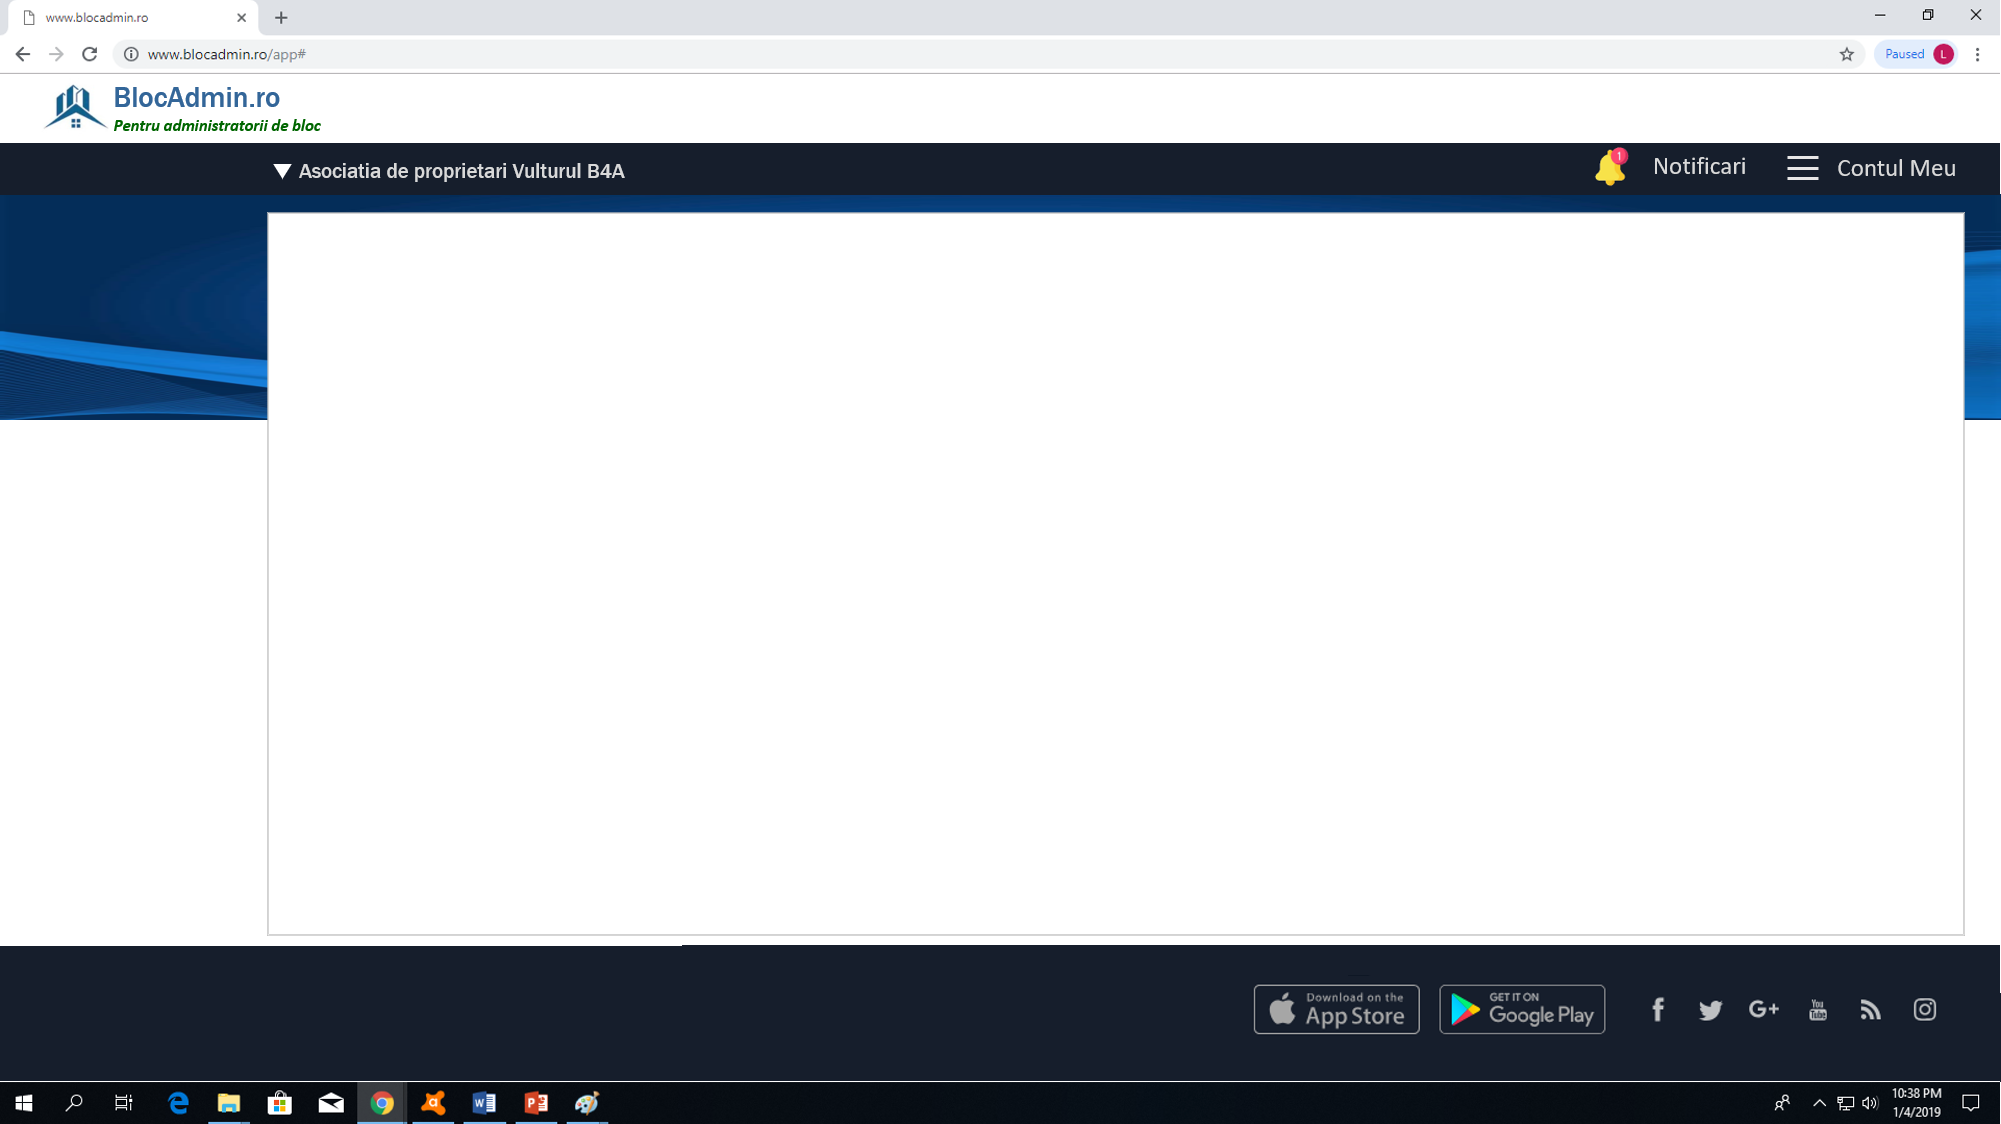 www.blocadmin.ro
www.blocadmin.ro/app#
Paused L
BlocAdmin.ro
Pentru administratorii de bloc
Asociatia de proprietari Vulturul B4A
1
Notificari
Contul Meu
Download on the
App Store
GET IT ON
Google Play
You
Tube
10:38 PM
1/4/2019